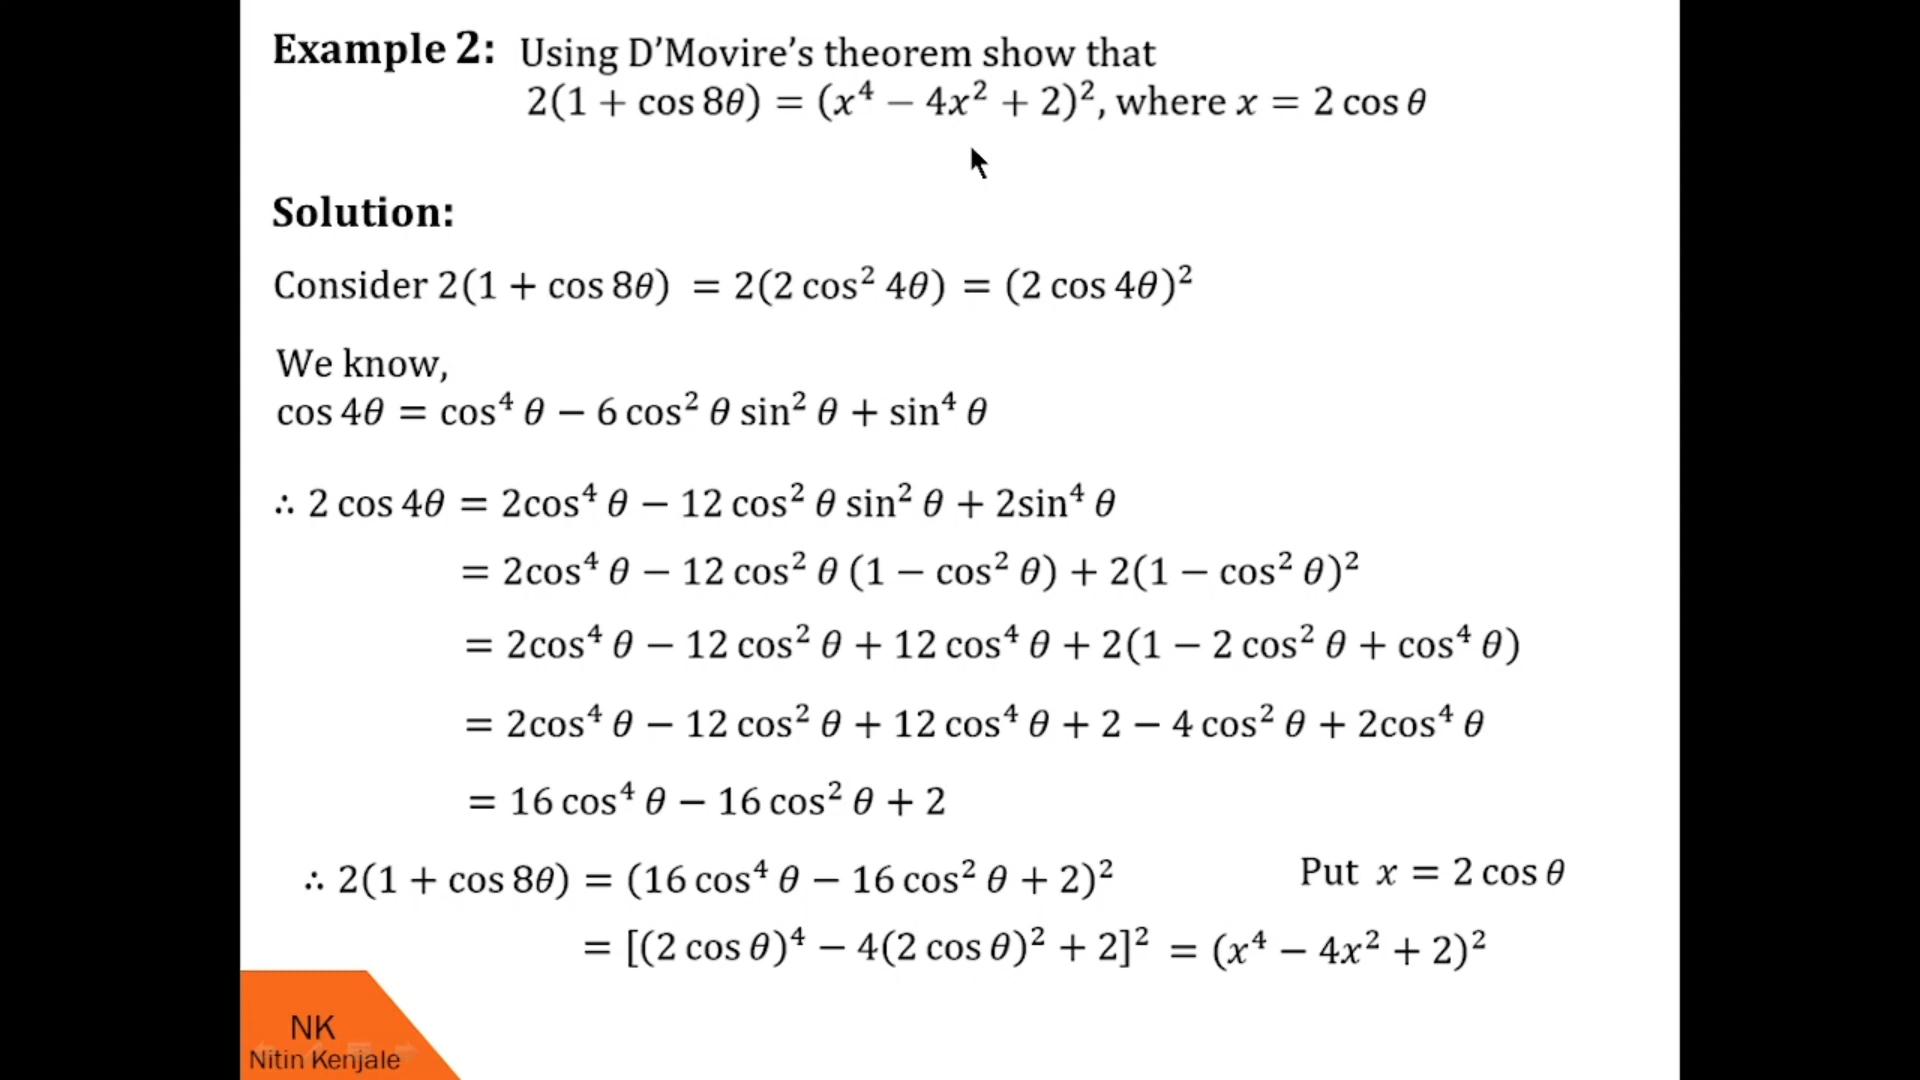 Example 2: Using D'Movire's theorem show that
2(1 + cos 8θ) = (x⁴ − 4x² + 2)², where x = 2 cos θ
Solution:
Consider 2(1 + cos 8θ) = 2(2 cos² 4θ) = (2 cos 4θ)²
We know,
cos 4θ = cos⁴ θ − 6 cos² θ sin² θ + sin⁴ θ
∴ 2 cos 4θ = 2cos⁴ θ − 12 cos² θ sin² θ + 2sin⁴ θ
= 2cos⁴ θ − 12 cos² θ (1 − cos² θ) + 2(1 − cos² θ)²
= 2cos⁴ θ − 12 cos² θ + 12 cos⁴ θ + 2(1 − 2 cos² θ + cos⁴ θ)
= 2cos⁴ θ − 12 cos² θ + 12 cos⁴ θ + 2 − 4 cos² θ + 2cos⁴ θ
= 16 cos⁴ θ − 16 cos² θ + 2
∴ 2(1 + cos 8θ) = (16 cos⁴ θ − 16 cos² θ + 2)² Put x = 2 cos θ
= [(2 cos θ)⁴ − 4(2 cos θ)² + 2]² = (x⁴ − 4x² + 2)²
NK
Nitin Kenjale